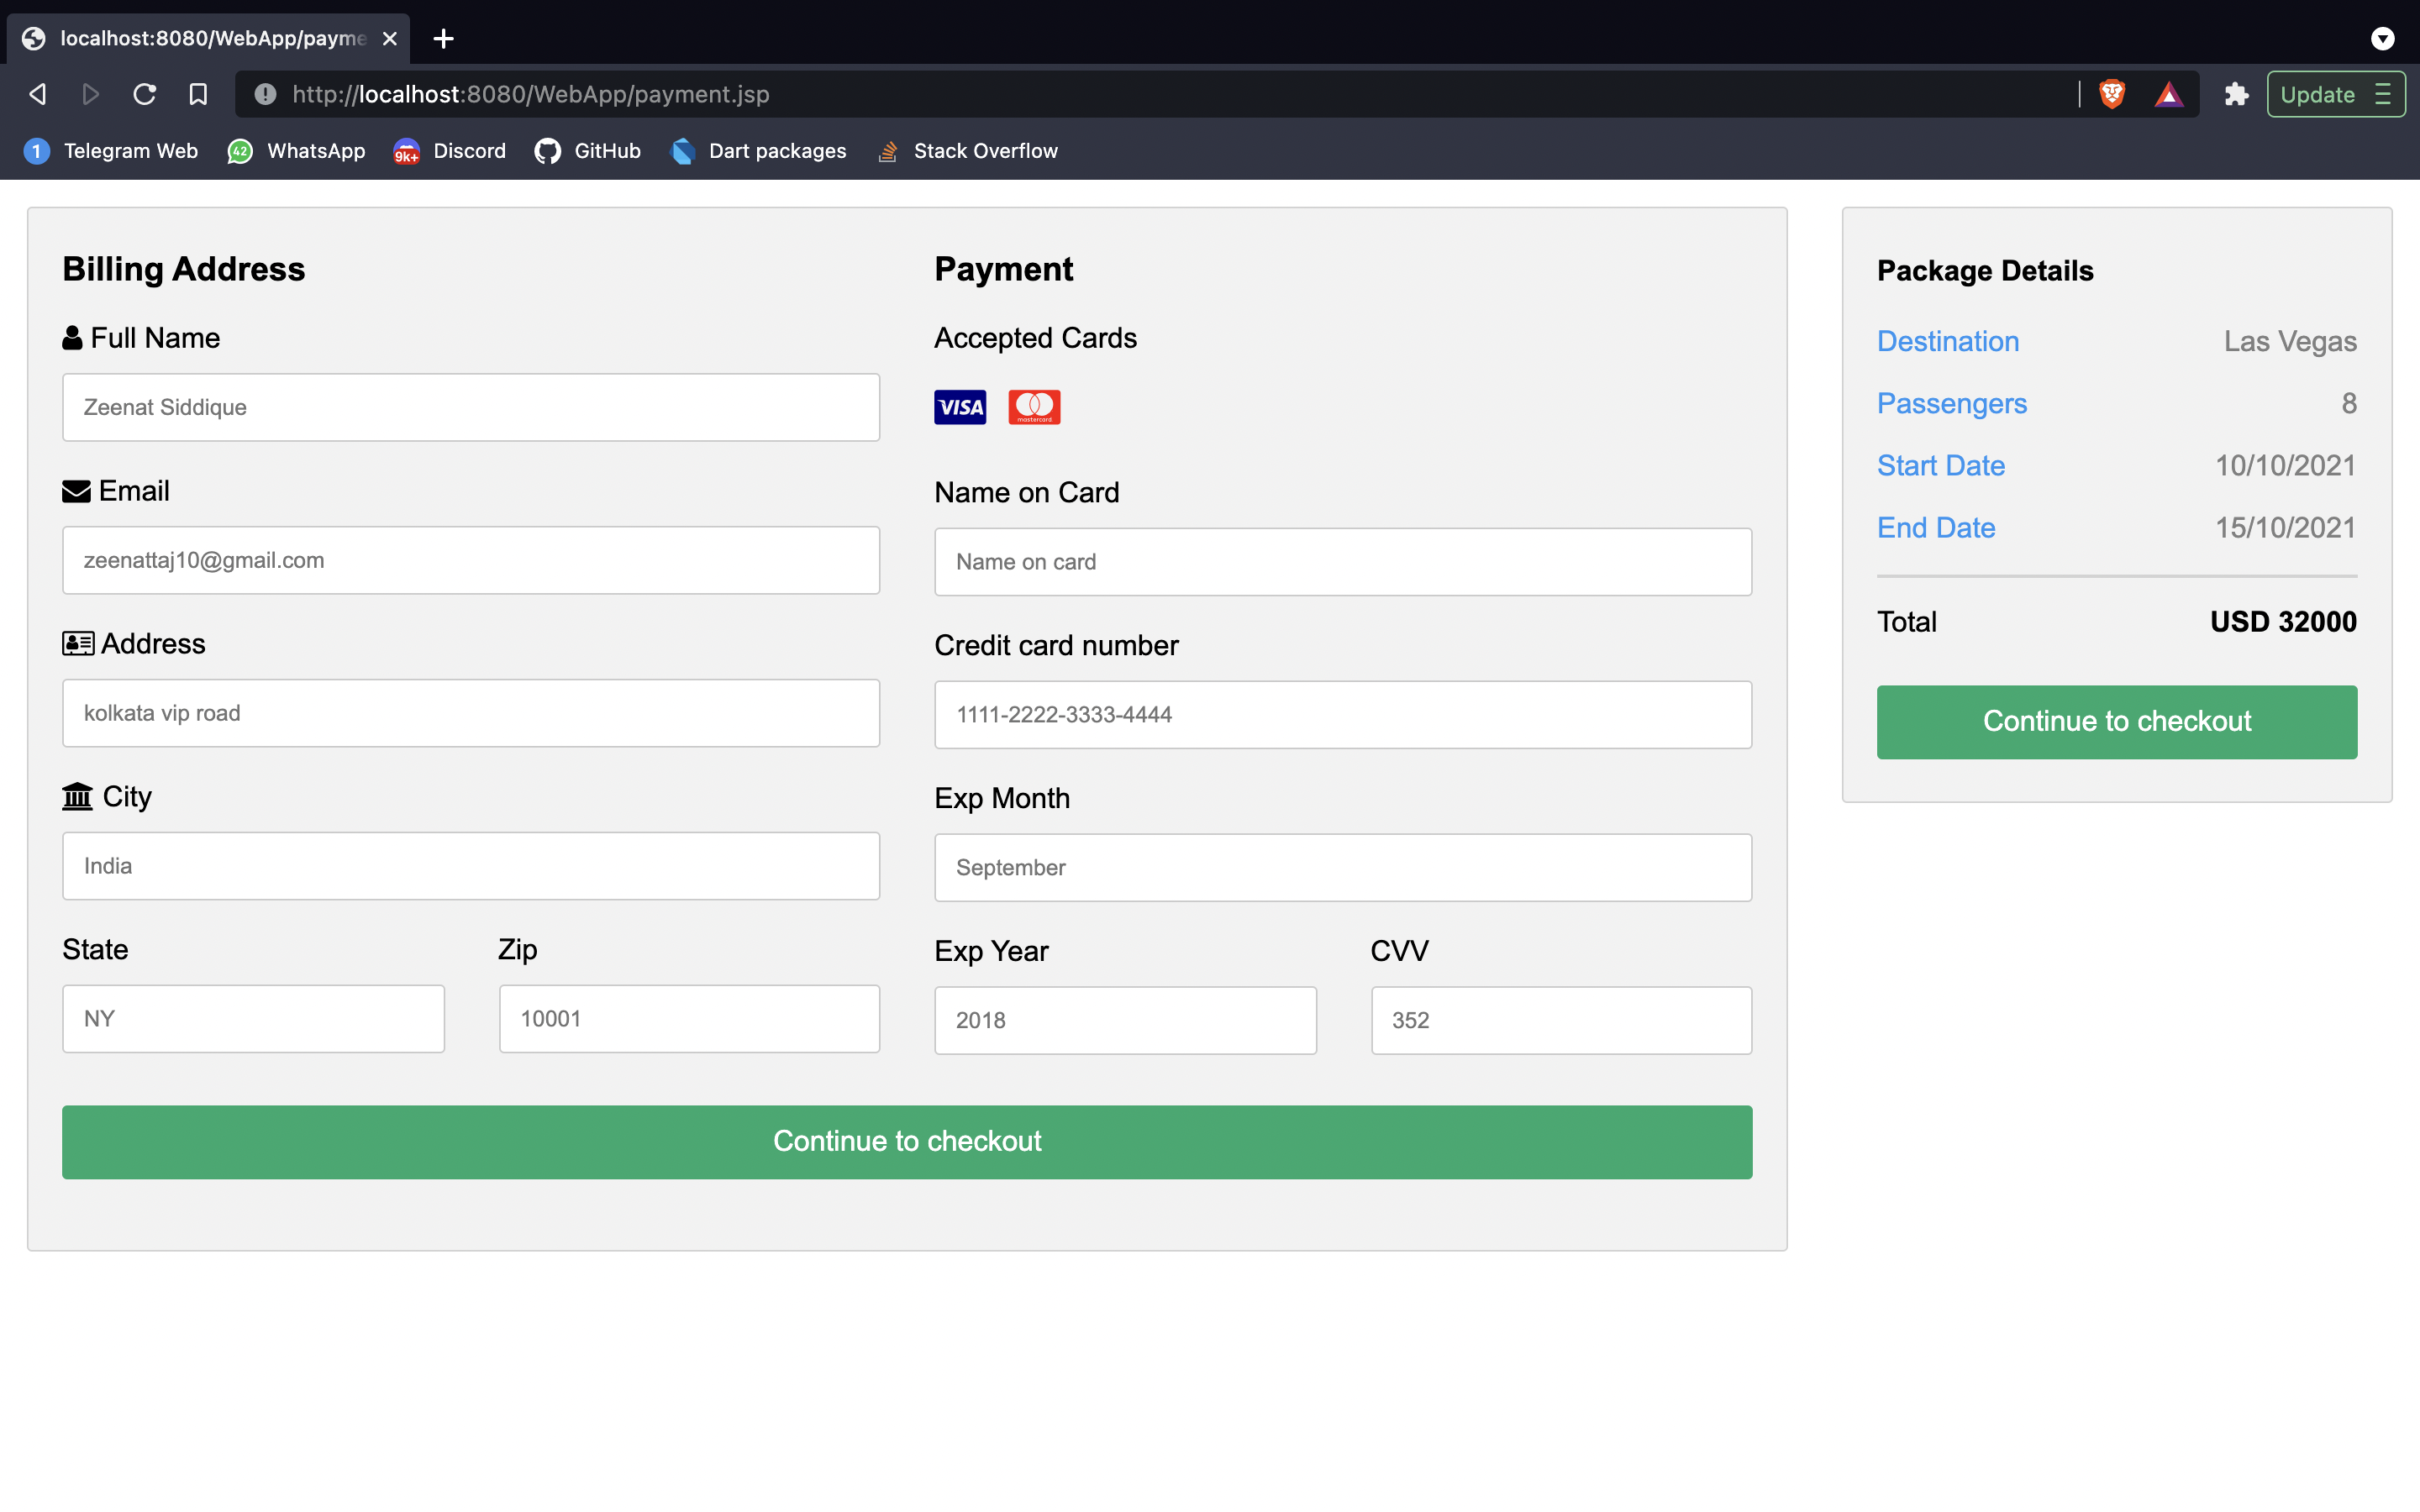 localhost:8080/WebApp/payme
http://localhost:8080/WebApp/payment.jsp
Update
1 Telegram Web
42 WhatsApp
9k+ Discord
GitHub
Dart packages
Stack Overflow
Billing Address
Full Name
Zeenat Siddique
Email
zeenattaj10@gmail.com
Address
kolkata vip road
City
India
State
Zip
NY
10001
Payment
Accepted Cards
VISA
mastercard
Name on Card
Name on card
Credit card number
1111-2222-3333-4444
Exp Month
September
Exp Year
CVV
2018
352
Continue to checkout
Package Details
Destination Las Vegas
Passengers 8
Start Date 10/10/2021
End Date 15/10/2021
Total USD 32000
Continue to checkout